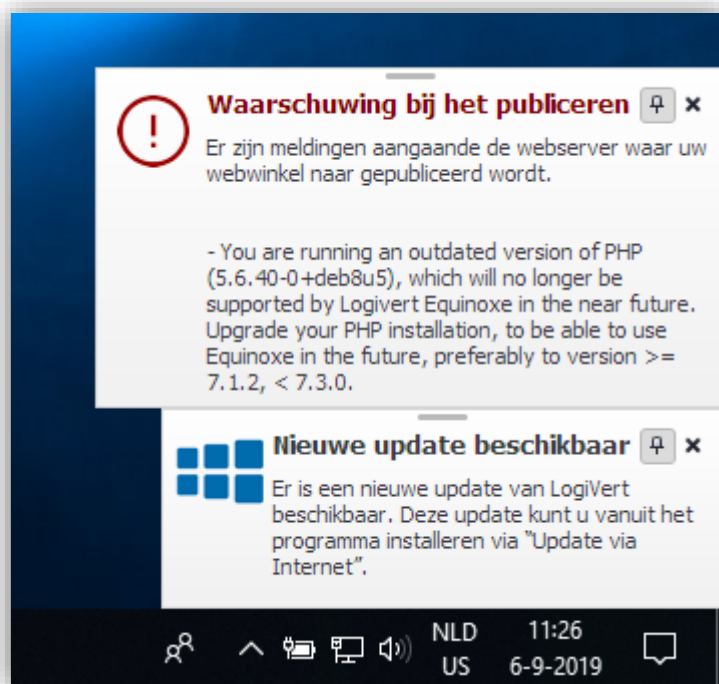 Waarschuwing bij het publiceren
Er zijn meldingen aangaande de webserver waar uw
webwinkel naar gepubliceerd wordt.
- You are running an outdated version of PHP
(5.6.40-0+deb8u5), which will no longer be
supported by Logivert Equinoxe in the near future.
Upgrade your PHP installation, to be able to use
Equinoxe in the future, preferably to version >=
7.1.2, < 7.3.0.
Nieuwe update beschikbaar
Er is een nieuwe update van LogiVert
beschikbaar. Deze update kunt u vanuit het
programma installeren via “Update via
Internet”.
NLD 11:26
US 6-9-2019